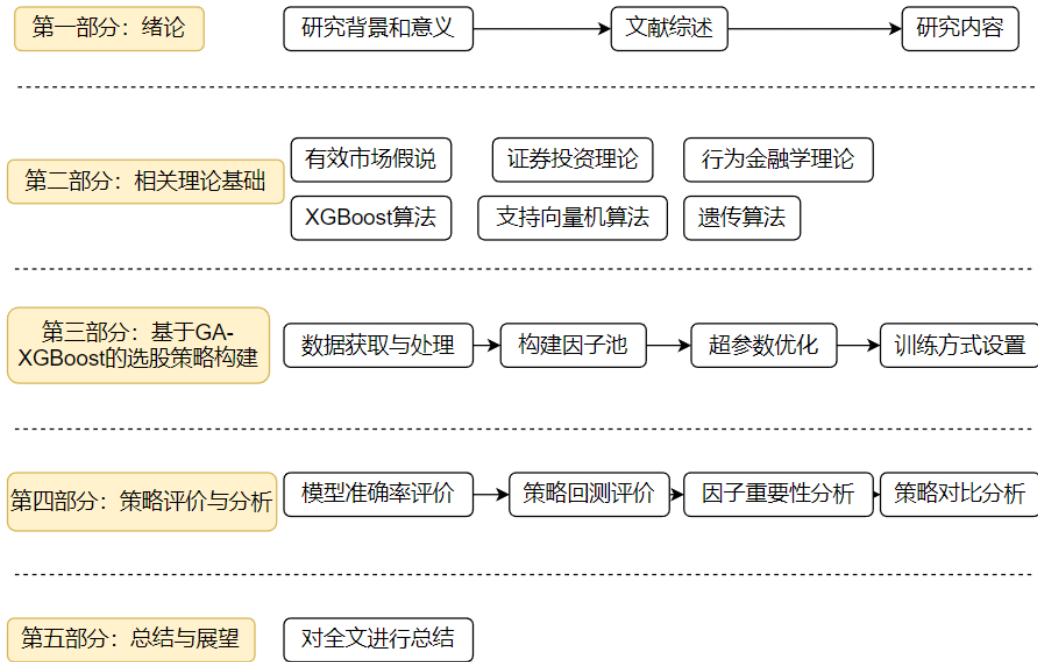 第一部分：绪论
研究背景和意义
文献综述
研究内容
第二部分：相关理论基础
有效市场假说
证券投资理论
行为金融学理论
XGBoost算法
支持向量机算法
遗传算法
第三部分：基于GA-
XGBoost的选股策略构建
数据获取与处理
构建因子池
超参数优化
训练方式设置
第四部分：策略评价与分析
模型准确率评价
策略回测评价
因子重要性分析
策略对比分析
第五部分：总结与展望
对全文进行总结